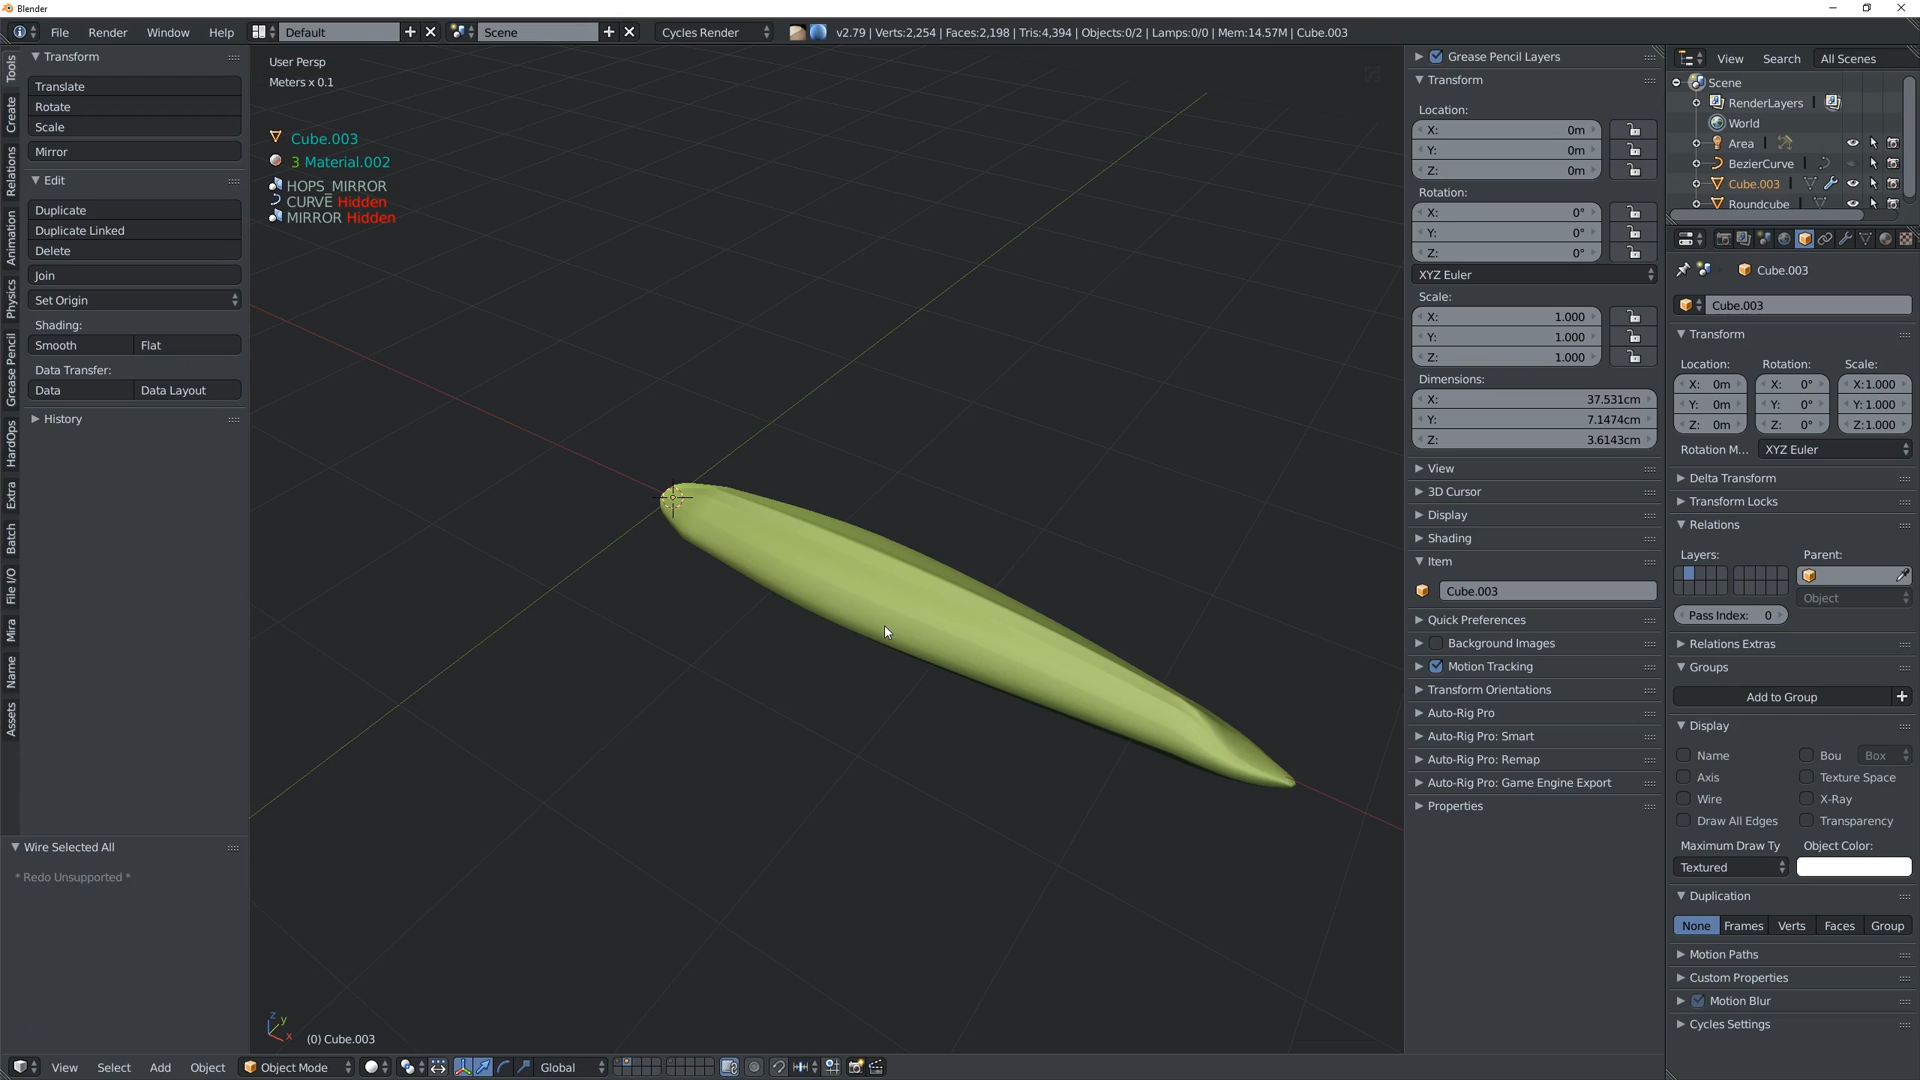 Blender
File
Render
Window
Help
Default
Scene
Cycles Render
v2.79 | Verts:2,254 | Faces:2,198 | Tris:4,394 | Objects:0/2 | Lamps:0/0 | Mem:14.57M | Cube.003
Tools
Create
Relations
Animation
Physics
Grease Pencil
HardOps
Extra
Batch
File I/O
Mira
Name
Assets
Transform
Translate
Rotate
Scale
Mirror
Edit
Duplicate
Duplicate Linked
Delete
Join
Set Origin
Shading:
Smooth
Flat
Data Transfer:
Data
Data Layout
History
Wire Selected All
* Redo Unsupported *
User Persp
Meters x 0.1
Cube.003
3 Material.002
HOPS_MIRROR
CURVE Hidden
MIRROR Hidden
z
y
x
(0) Cube.003
View
Select
Add
Object
Object Mode
Global
Grease Pencil Layers
Transform
Location:
X: 0m
Y: 0m
Z: 0m
Rotation:
X: 0°
Y: 0°
Z: 0°
XYZ Euler
Scale:
X: 1.000
Y: 1.000
Z: 1.000
Dimensions:
X: 37.531cm
Y: 7.1474cm
Z: 3.6143cm
View
3D Cursor
Display
Shading
Item
Cube.003
Quick Preferences
Background Images
Motion Tracking
Transform Orientations
Auto-Rig Pro
Auto-Rig Pro: Smart
Auto-Rig Pro: Remap
Auto-Rig Pro: Game Engine Export
Properties
View
Search
All Scenes
Scene
RenderLayers
World
Area
BezierCurve
Cube.003
Roundcube
Cube.003
Cube.003
Transform
Location: Rotation: Scale:
X: 0m X: 0° X:1.000
Y: 0m Y: 0° Y:1.000
Z: 0m Z: 0° Z:1.000
Rotation M... XYZ Euler
Delta Transform
Transform Locks
Relations
Layers: Parent:
Object
Pass Index: 0
Relations Extras
Groups
Add to Group
Display
Name Bou Box
Axis Texture Space
Wire X-Ray
Draw All Edges Transparency
Maximum Draw Ty Object Color:
Textured
Duplication
None Frames Verts Faces Group
Motion Paths
Custom Properties
Motion Blur
Cycles Settings